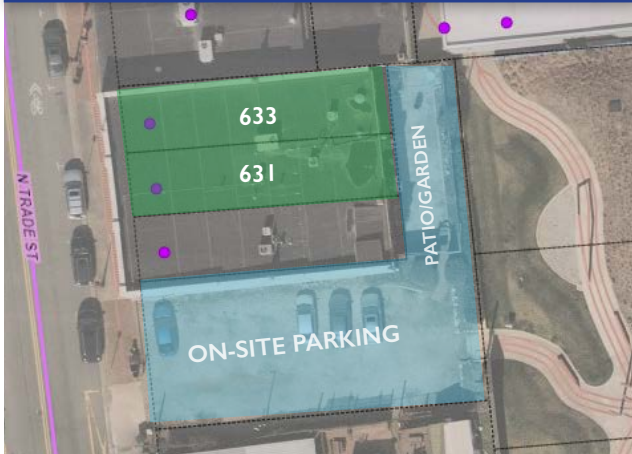 633
631
N TRADE ST
PATIO/GARDEN
ON-SITE PARKING